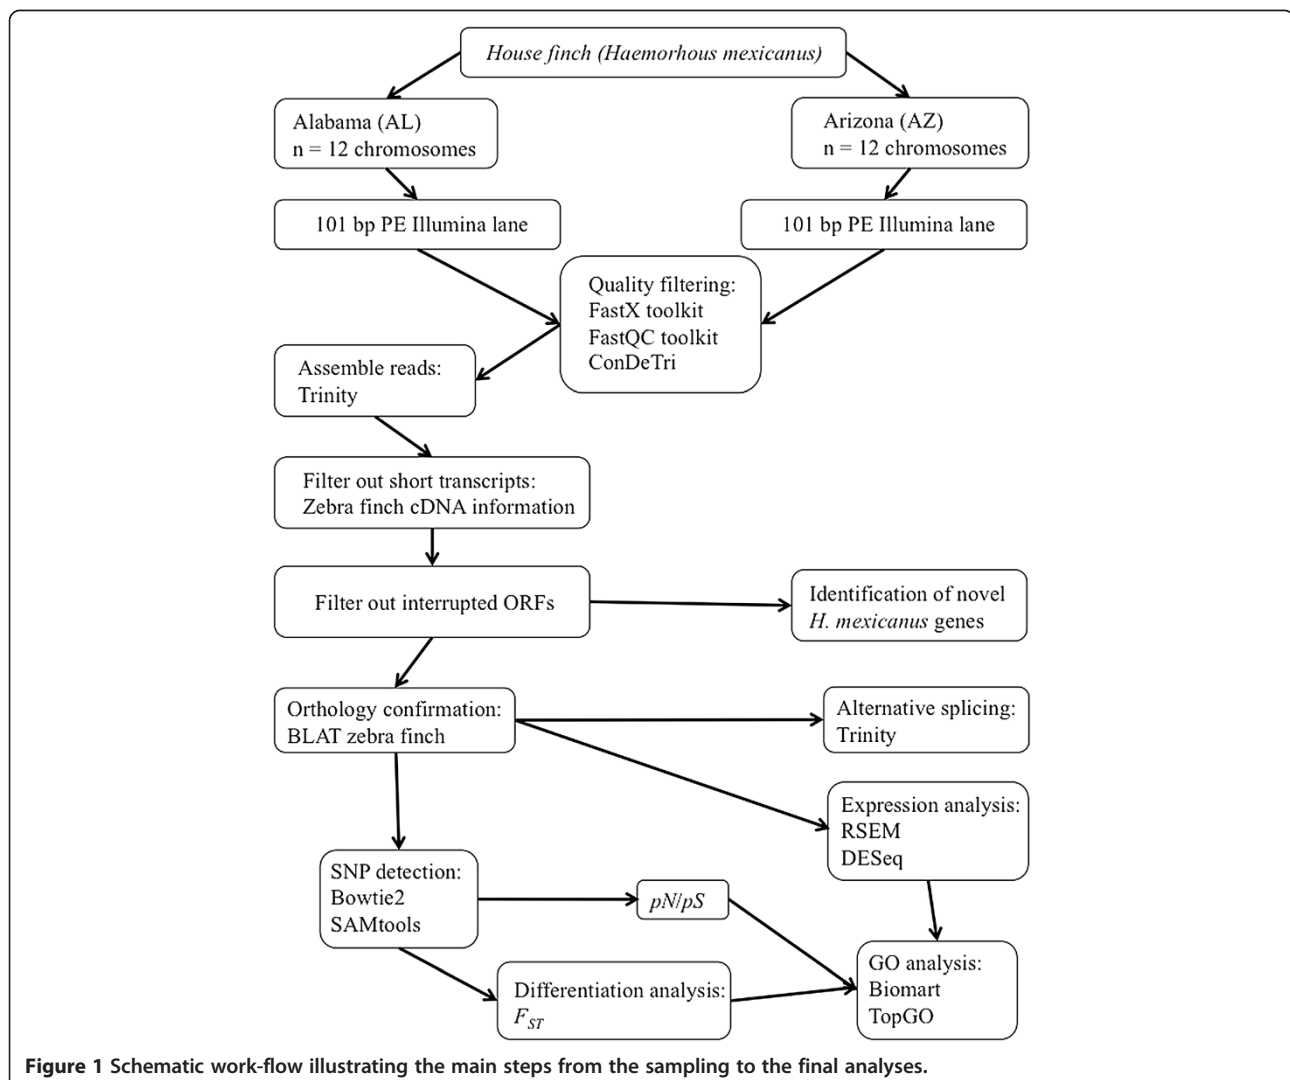 House finch (Haemorhous mexicanus)
Alabama (AL)
n = 12 chromosomes
Arizona (AZ)
n = 12 chromosomes
101 bp PE Illumina lane
101 bp PE Illumina lane
Quality filtering:
FastX toolkit
FastQC toolkit
ConDeTri
Assemble reads:
Trinity
Filter out short transcripts:
Zebra finch cDNA information
Filter out interrupted ORFs
Identification of novel
H. mexicanus genes
Orthology confirmation:
BLAT zebra finch
Alternative splicing:
Trinity
Expression analysis:
RSEM
DESeq
SNP detection:
Bowtie2
SAMtools
pN/pS
Differentiation analysis:
FST
GO analysis:
Biomart
TopGO
Figure 1 Schematic work-flow illustrating the main steps from the sampling to the final analyses.